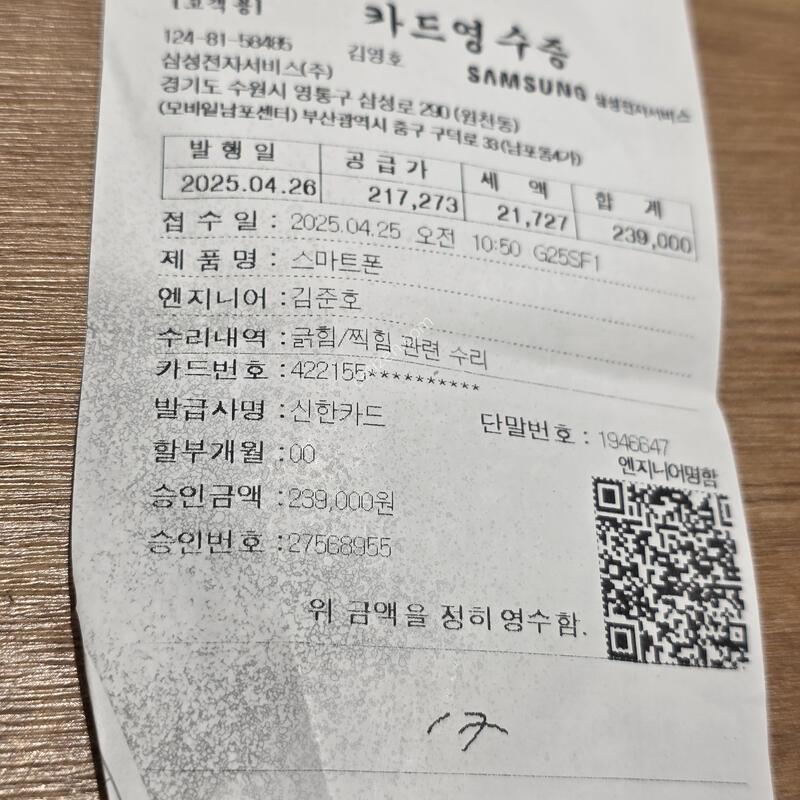 [고객용]
카드영수증
124-81-58485 김영호
삼성전자서비스(주) SAMSUNG 삼성전자서비스
경기도 수원시 영통구 삼성로 290 (원천동)
(모바일남포센터) 부산광역시 중구 구덕로 33(남포동4가)
발행일 공급가 세액 합계
2025.04.26 217,273 21,727 239,000
접수일 : 2025.04.25 오전 10:50 G25SF1
제품명 : 스마트폰
엔지니어 :김준호
수리내역 :긁힘/찍힘 관련 수리
카드번호 :422155**********
발급사명 :신한카드 단말번호 : 1946647
할부개월 :00 엔지니어명함
승인금액 :239,000원
승인번호 :27568955
위 금액을 정히 영수함.